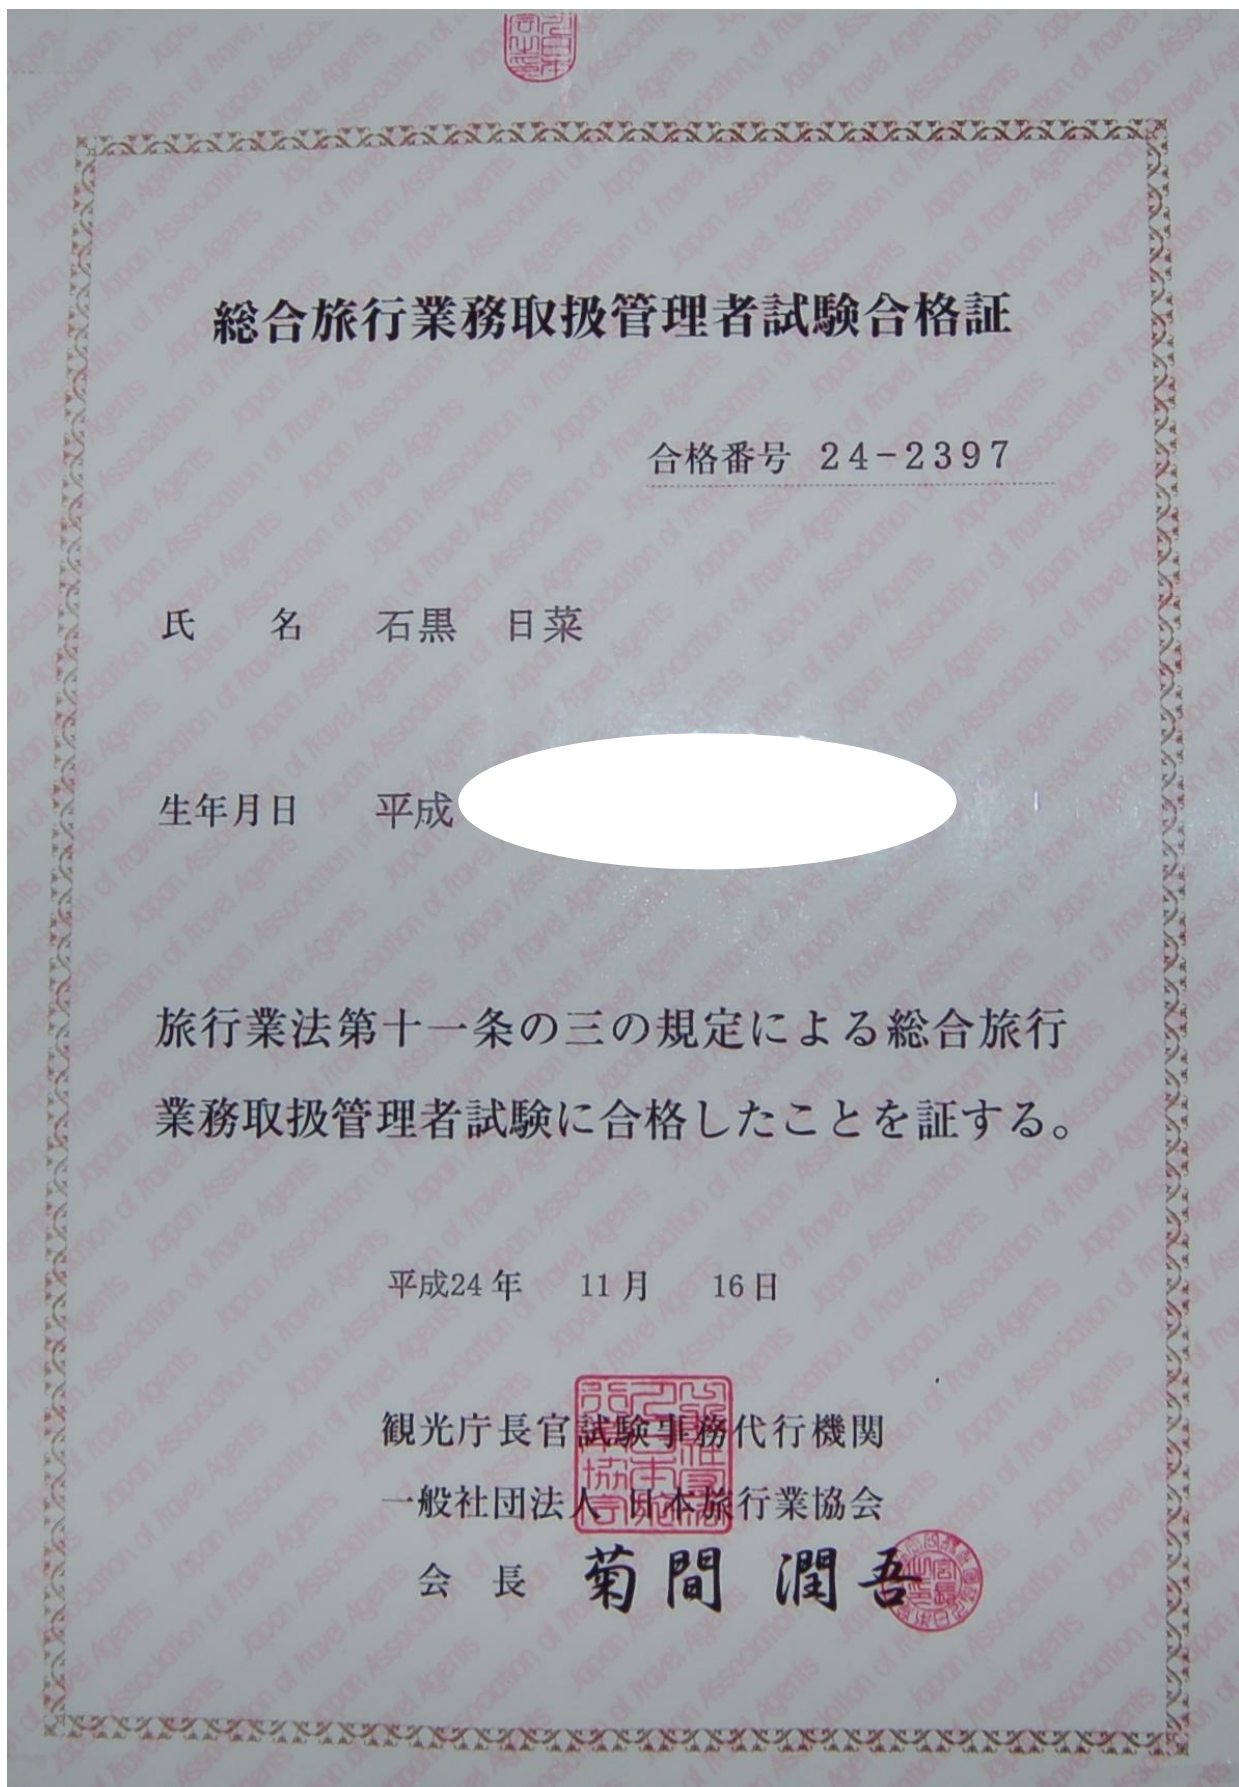 総合旅行業務取扱管理者試験合格証
合格番号 24-2397
氏 名 石黒 日菜
生年月日 平成
旅行業法第十一条の三の規定による総合旅行
業務取扱管理者試験に合格したことを証する。
平成24年 11月 16日
観光庁長官試験事務代行機関
一般社団法人 日本旅行業協会
会 長 菊間 潤吾
Japan Association of Travel Agents